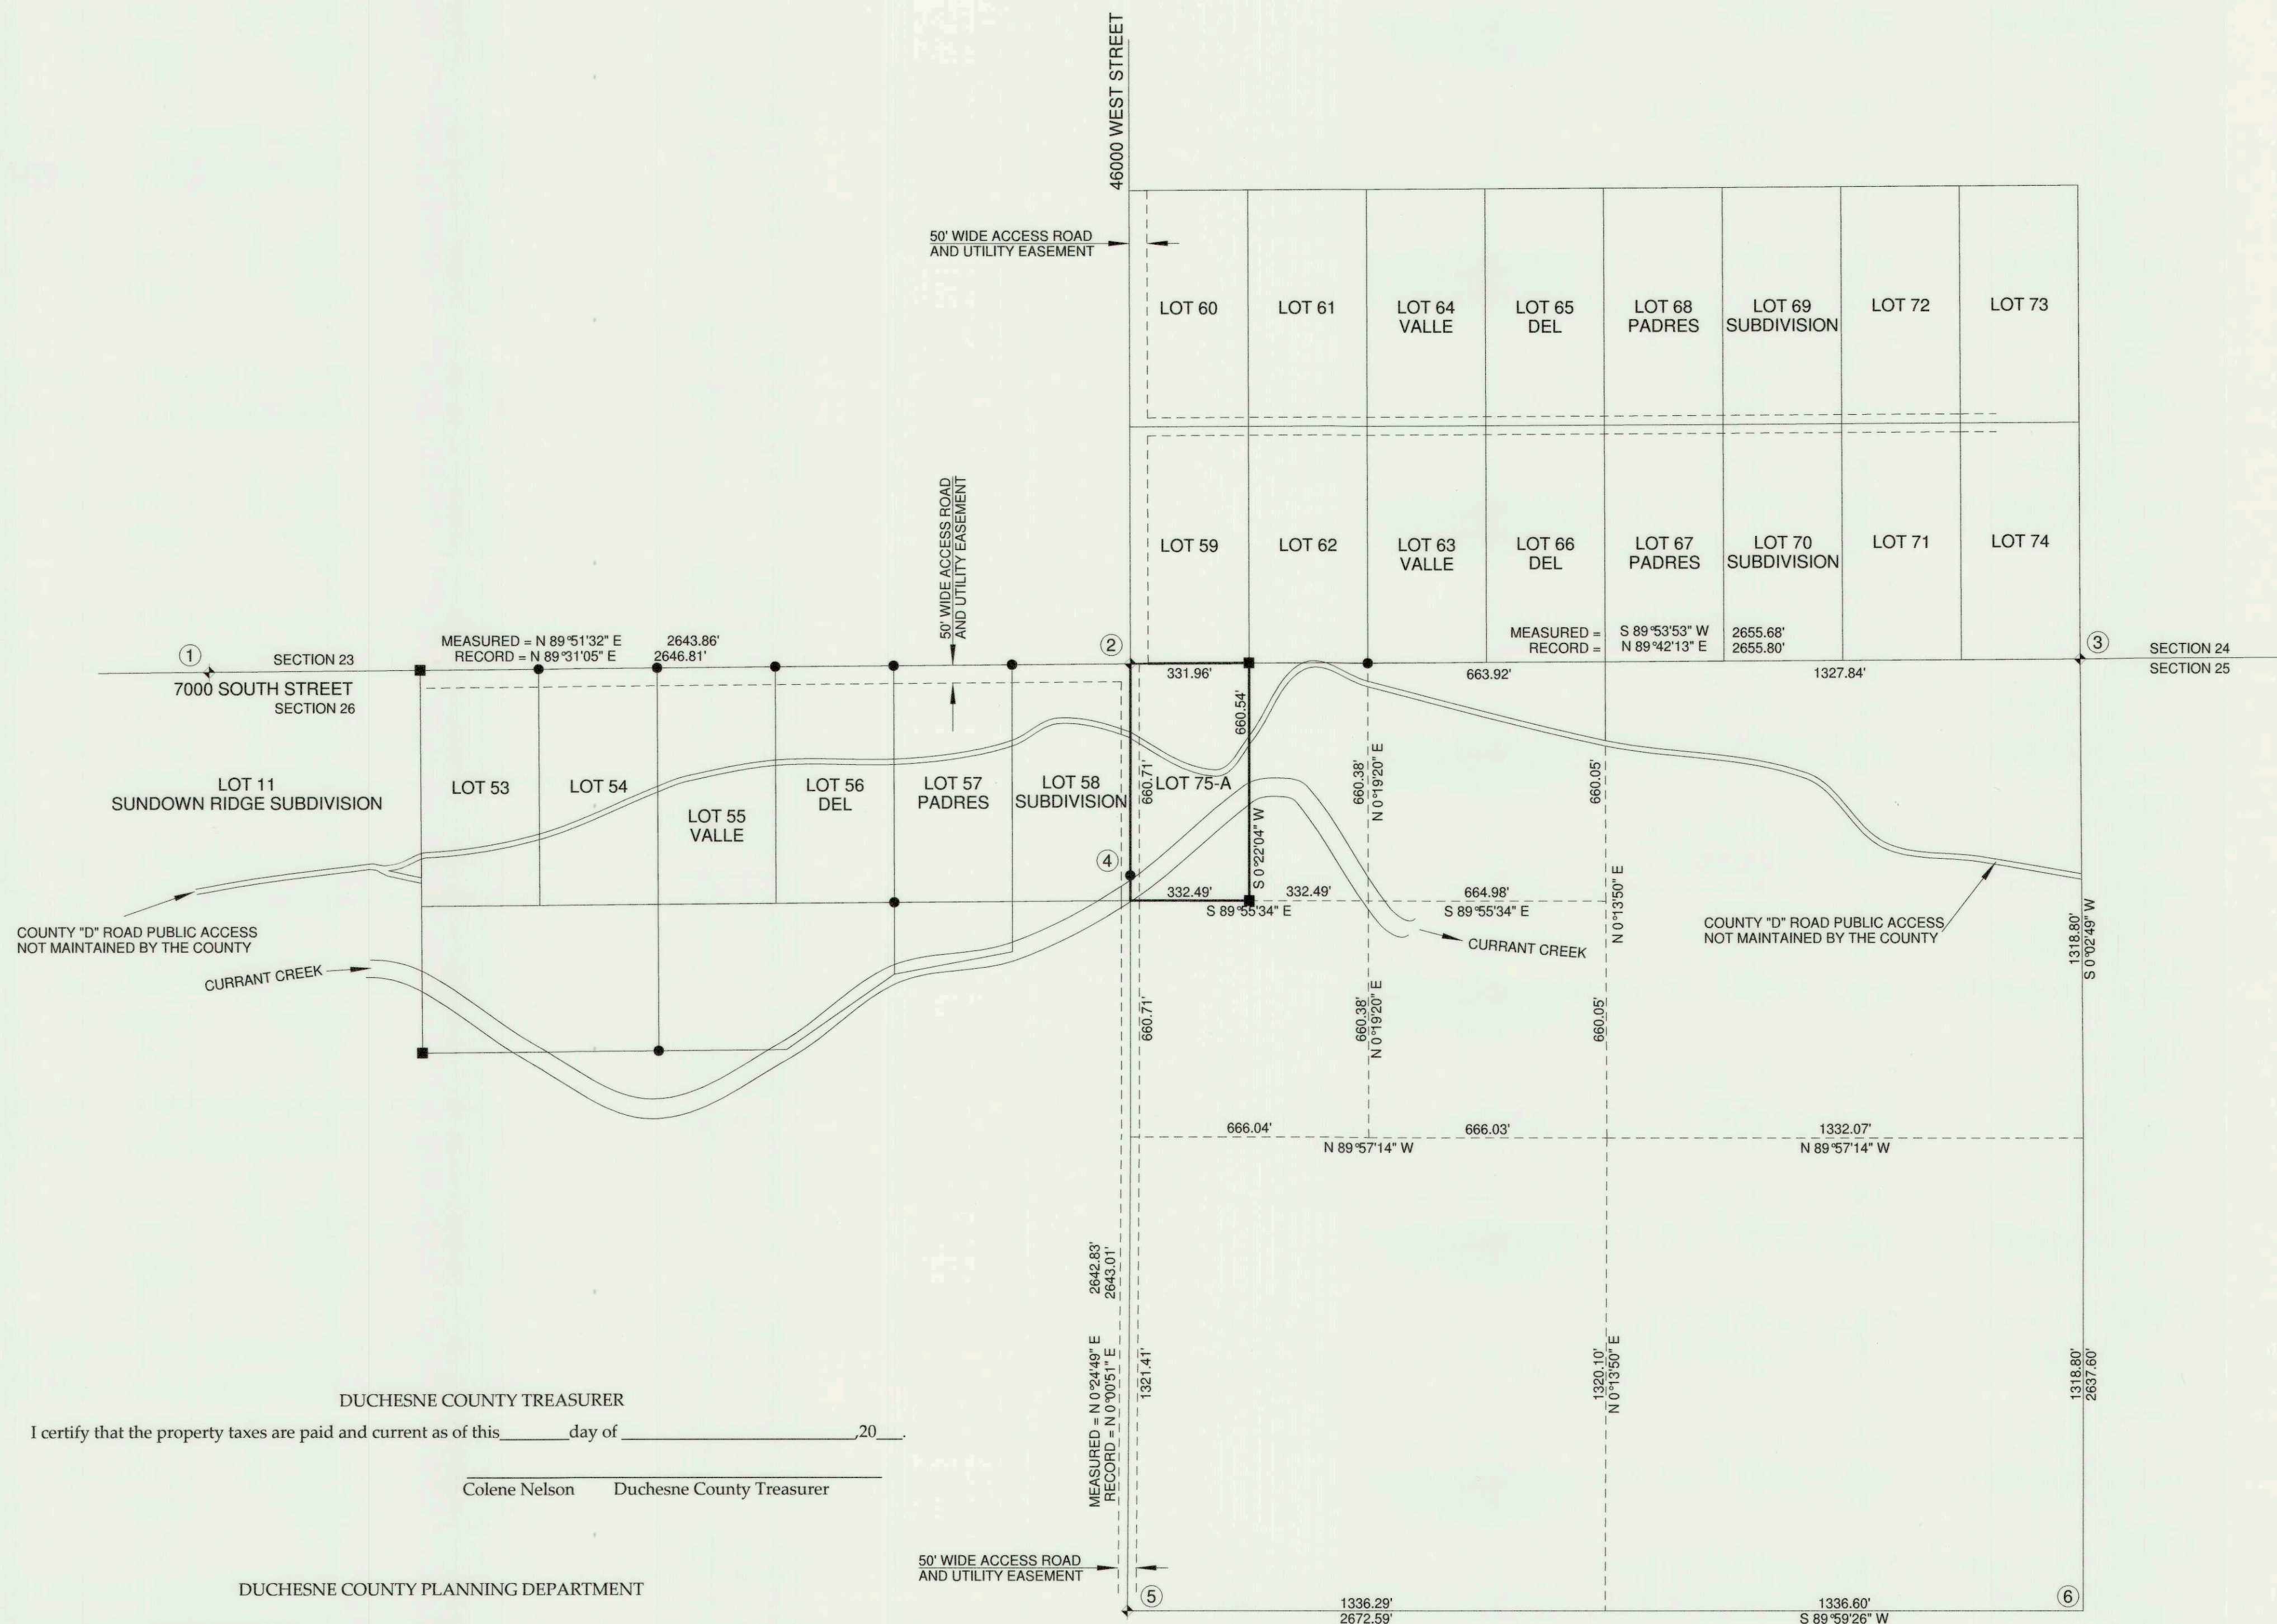 46000 WEST STREET
50' WIDE ACCESS ROAD
AND UTILITY EASEMENT
LOT 60
LOT 61
LOT 64
VALLE
LOT 65
DEL
LOT 68
PADRES
LOT 69
SUBDIVISION
LOT 72
LOT 73
50' WIDE ACCESS ROAD
AND UTILITY EASEMENT
LOT 59
LOT 62
LOT 63
VALLE
LOT 66
DEL
LOT 67
PADRES
LOT 70
SUBDIVISION
LOT 71
LOT 74
1
SECTION 23
MEASURED = N 89°51'32" E 2643.86'
RECORD = N 89°31'05" E 2646.81'
2
MEASURED = S 89°53'53" W 2655.68'
RECORD = N 89°42'13" E 2655.80'
3
SECTION 24
SECTION 25
7000 SOUTH STREET
SECTION 26
331.96'
663.92'
1327.84'
660.54'
LOT 11
SUNDOWN RIDGE SUBDIVISION
LOT 53
LOT 54
LOT 55
VALLE
LOT 56
DEL
LOT 57
PADRES
LOT 58
SUBDIVISION
660.71'
LOT 75-A
660.38'
N 0°19'20" E
660.05'
4
S 0°22'04" W
332.49'
332.49'
S 89°55'34" E
664.98'
S 89°55'34" E
N 0°13'50" E
COUNTY "D" ROAD PUBLIC ACCESS
NOT MAINTAINED BY THE COUNTY
CURRANT CREEK
CURRANT CREEK
COUNTY "D" ROAD PUBLIC ACCESS
NOT MAINTAINED BY THE COUNTY
1318.80'
S 0°02'49" W
660.71'
660.38'
N 0°19'20" E
660.05'
666.04'
666.03'
N 89°57'14" W
1332.07'
N 89°57'14" W
MEASURED = N 0°24'49" E 2642.83'
RECORD = N 0°00'51" E 2643.01'
1321.41'
1320.10'
N 0°13'50" E
1318.80'
2637.60'
DUCHESNE COUNTY TREASURER
I certify that the property taxes are paid and current as of this________day of __________________________,20___.
Colene Nelson Duchesne County Treasurer
50' WIDE ACCESS ROAD
AND UTILITY EASEMENT
DUCHESNE COUNTY PLANNING DEPARTMENT
5
1336.29'
2672.59'
1336.60'
S 89°59'26" W
6